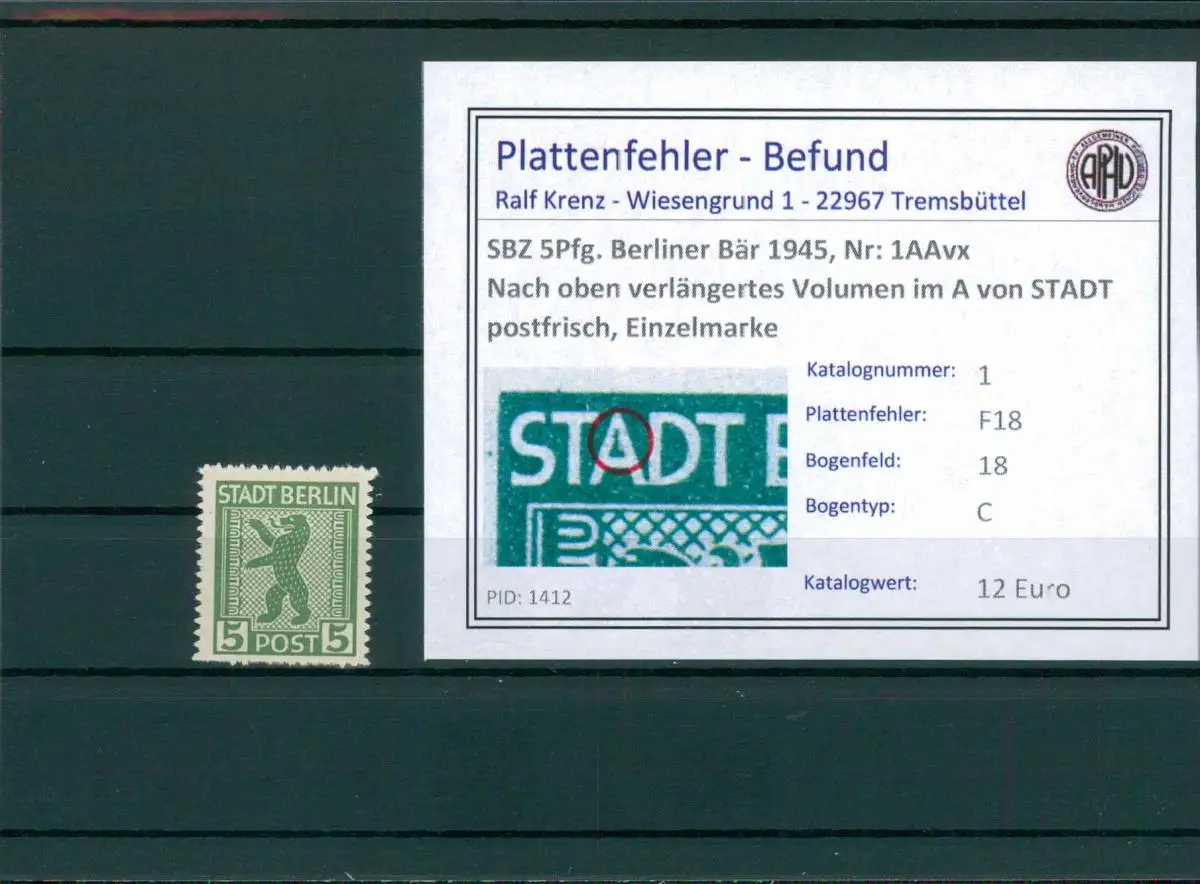 Plattenfehler - Befund
Ralf Krenz - Wiesengrund 1 - 22967 Tremsbüttel
APHV
SBZ 5Pfg. Berliner Bär 1945, Nr: 1AAvx
Nach oben verlängertes Volumen im A von STADT
postfrisch, Einzelmarke
Katalognummer: 1
Plattenfehler: F18
Bogenfeld: 18
Bogentyp: C
Katalogwert: 12 Euro
STADT B
PID: 1412
STADT BERLIN
5 POST 5